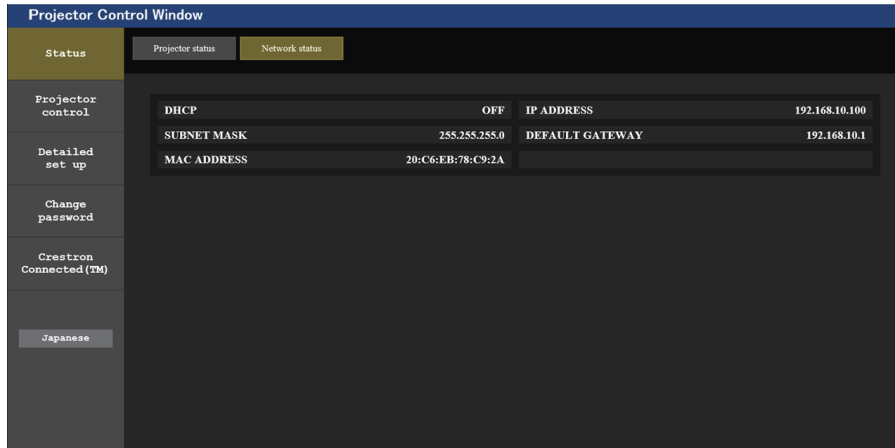 Projector Control Window
Status
Projector status
Network status
Projector
control
Detailed
set up
Change
password
Crestron
Connected(TM)
Japanese
DHCP OFF IP ADDRESS 192.168.10.100
SUBNET MASK 255.255.255.0 DEFAULT GATEWAY 192.168.10.1
MAC ADDRESS 20:C6:EB:78:C9:2A